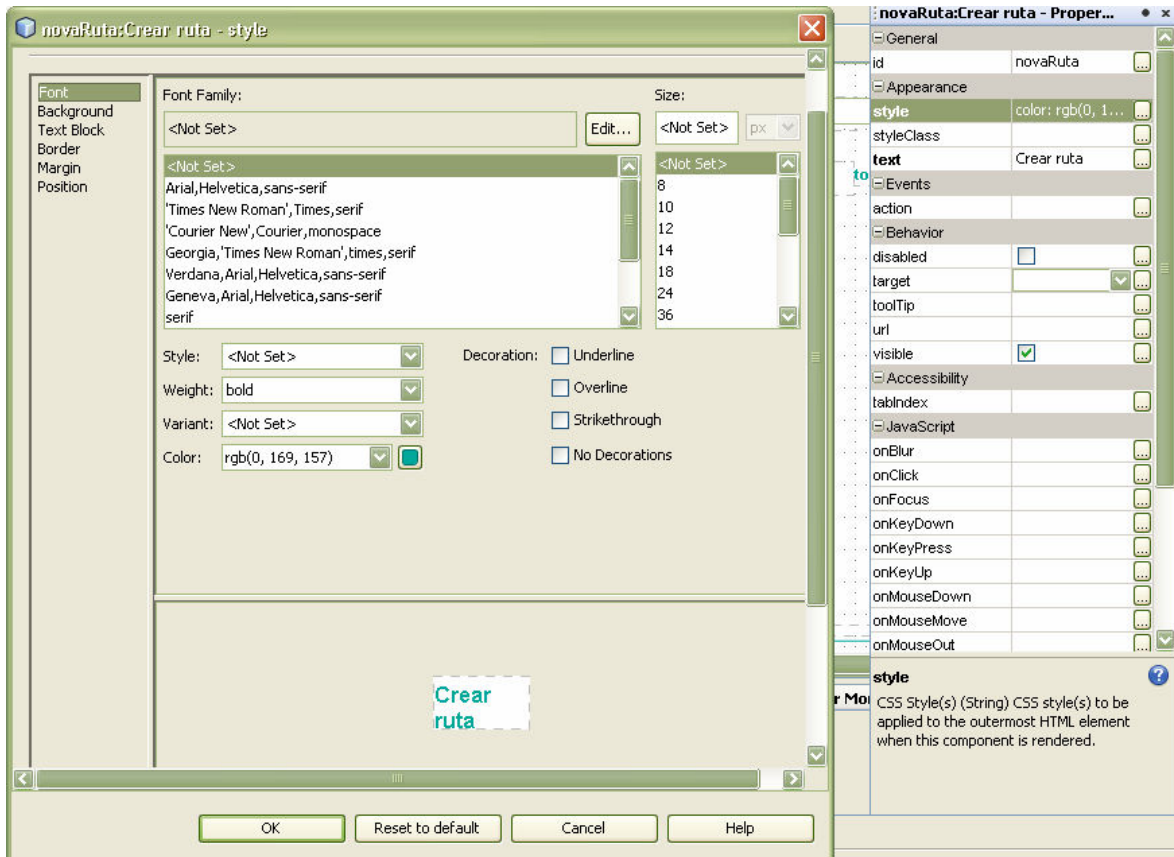 novaRuta:Crear ruta - style
Font
Background
Text Block
Border
Margin
Position
Font Family:
Size:
<Not Set>
Edit...
<Not Set>
px
<Not Set>
Arial,Helvetica,sans-serif
'Times New Roman',Times,serif
'Courier New',Courier,monospace
Georgia,'Times New Roman',times,serif
Verdana,Arial,Helvetica,sans-serif
Geneva,Arial,Helvetica,sans-serif
serif
<Not Set>
8
10
12
14
18
24
36
Style: <Not Set>
Weight: bold
Variant: <Not Set>
Color: rgb(0, 169, 157)
Decoration: Underline
Overline
Strikethrough
No Decorations
Crear
ruta
OK
Reset to default
Cancel
Help
to
r Mo
novaRuta:Crear ruta - Proper...
General
id novaRuta ...
Appearance
style color: rgb(0, 1... ...
styleClass ...
text Crear ruta ...
Events
action ...
Behavior
disabled ...
target ...
toolTip ...
url ...
visible ...
Accessibility
tabIndex ...
JavaScript
onBlur ...
onClick ...
onFocus ...
onKeyDown ...
onKeyPress ...
onKeyUp ...
onMouseDown ...
onMouseMove ...
onMouseOut ...
style
?
CSS Style(s) (String) CSS style(s) to be
applied to the outermost HTML element
when this component is rendered.